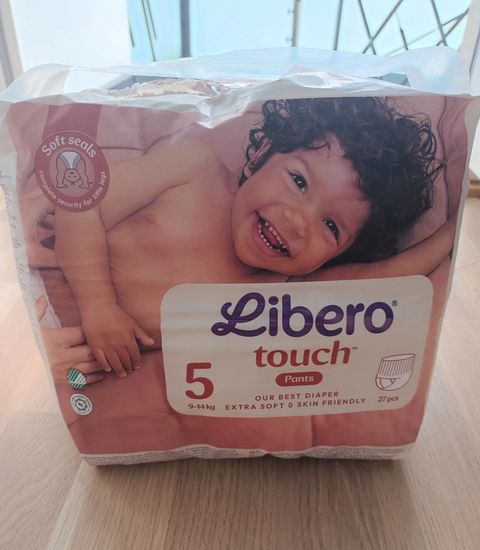 Soft seals
complete security for little legs
Libero®
touch™
Pants
5
9-14 kg
OUR BEST DIAPER
EXTRA SOFT & SKIN FRIENDLY
27 pcs